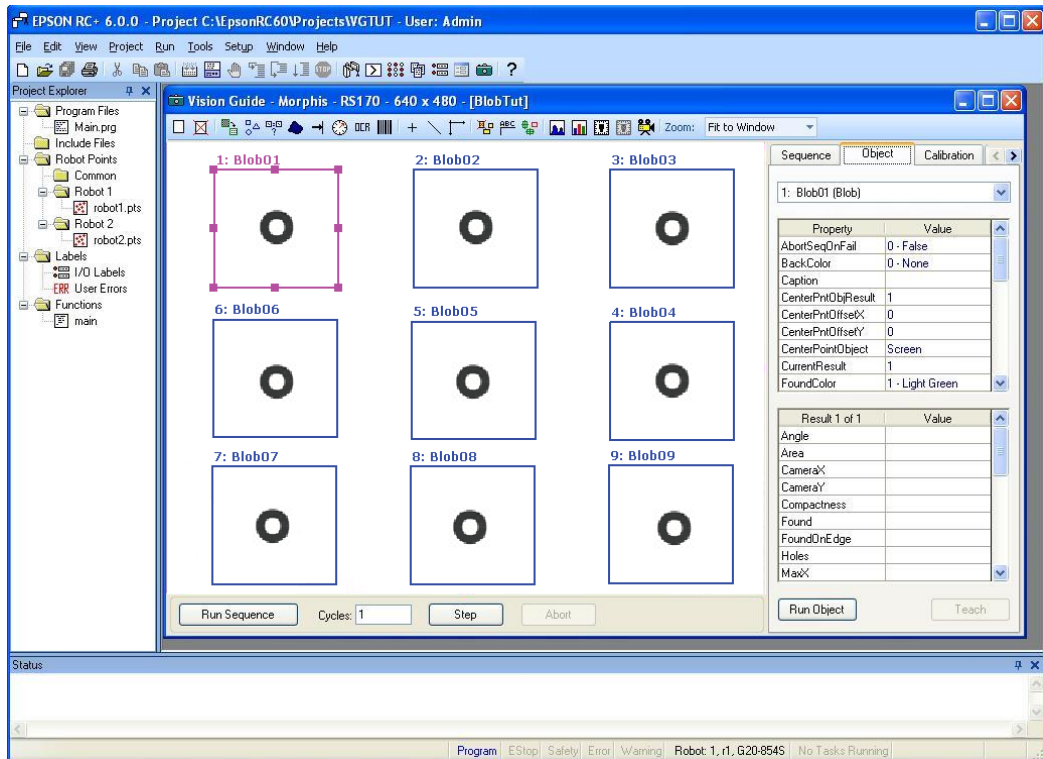 EPSON RC+ 6.0.0 - Project C:\EpsonRC60\Projects\VGTUT - User: Admin
File Edit View Project Run Tools Setup Window Help
Project Explorer
Program Files
Main.prg
Include Files
Robot Points
Common
Robot 1
robot1.pts
Robot 2
robot2.pts
Labels
I/O Labels
ERR User Errors
Functions
main
Vision Guide - Morphis - RS170 - 640 x 480 - [BlobTut]
OCR ABC Zoom: Fit to Window
1: Blob01 2: Blob02 3: Blob03
6: Blob06 5: Blob05 4: Blob04
7: Blob07 8: Blob08 9: Blob09
Run Sequence Cycles: 1 Step Abort
Sequence Object Calibration
1: Blob01 (Blob)
Property Value
AbortSeqOnFail 0 - False
BackColor 0 - None
Caption
CenterPntObjResult 1
CenterPntOffsetX 0
CenterPntOffsetY 0
CenterPointObject Screen
CurrentResult 1
FoundColor 1 - Light Green
Result 1 of 1 Value
Angle
Area
CameraX
CameraY
Compactness
Found
FoundOnEdge
Holes
MaxX
Run Object Teach
Status
Program EStop Safety Error Warning Robot: 1, r1, G20-854S No Tasks Running